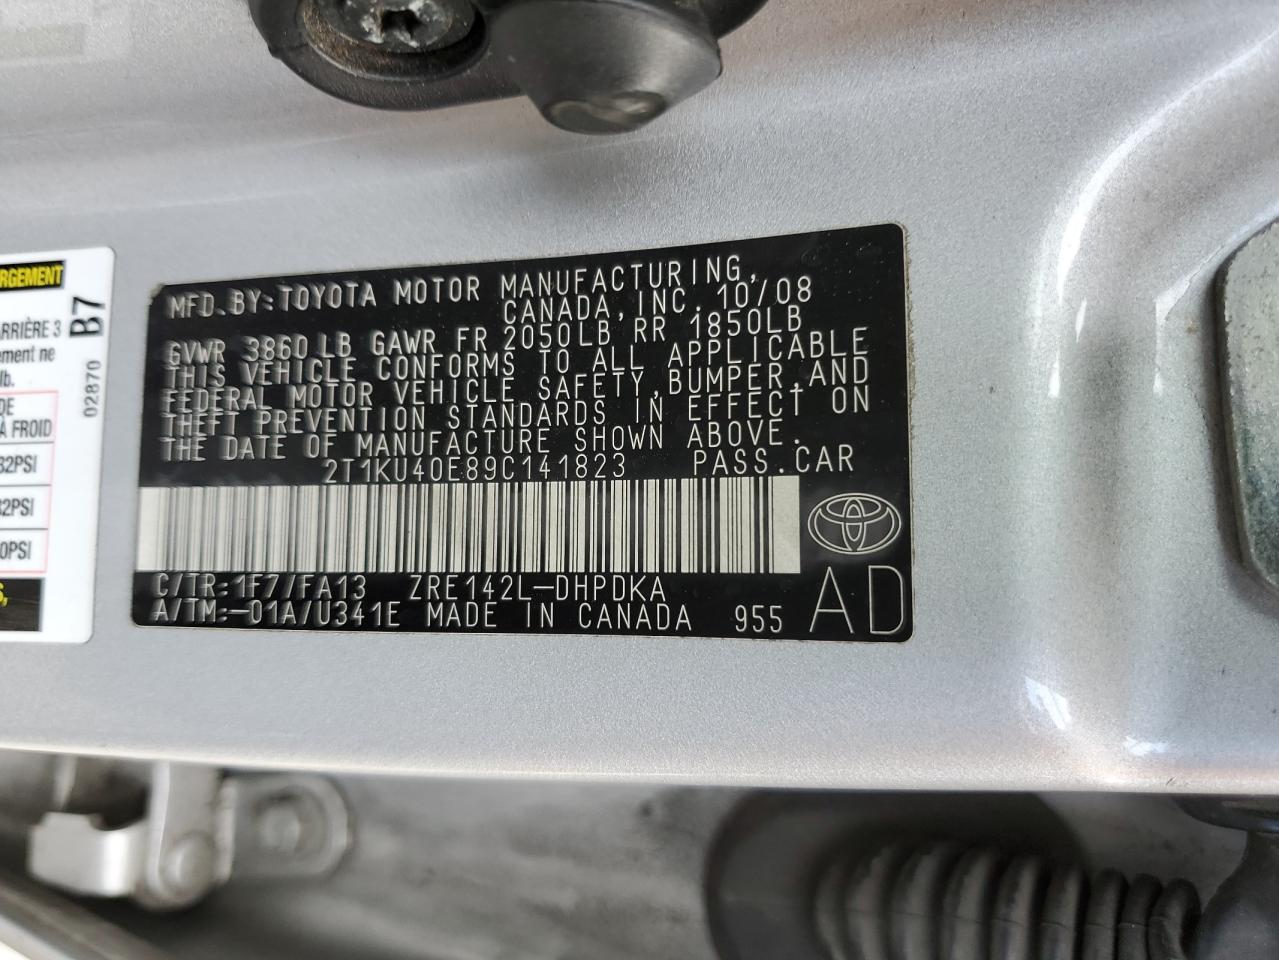 RGEMENT
B7
ARRIÈRE 3
ement ne
lb.
02870
DE
À FROID
32PSI
32PSI
0PSI
S,
MFD. BY: TOYOTA MOTOR MANUFACTURING,
CANADA, INC. 10/08
GVWR 3860 LB GAWR FR 2050LB RR 1850LB
THIS VEHICLE CONFORMS TO ALL APPLICABLE
FEDERAL MOTOR VEHICLE SAFETY, BUMPER, AND
THEFT PREVENTION STANDARDS IN EFFECT ON
THE DATE OF MANUFACTURE SHOWN ABOVE.
2T1KU40E89C141823 PASS. CAR
C/TR: 1F7/FA13 ZRE142L-DHPDKA
A/TM: -01A/U341E MADE IN CANADA 955
AD